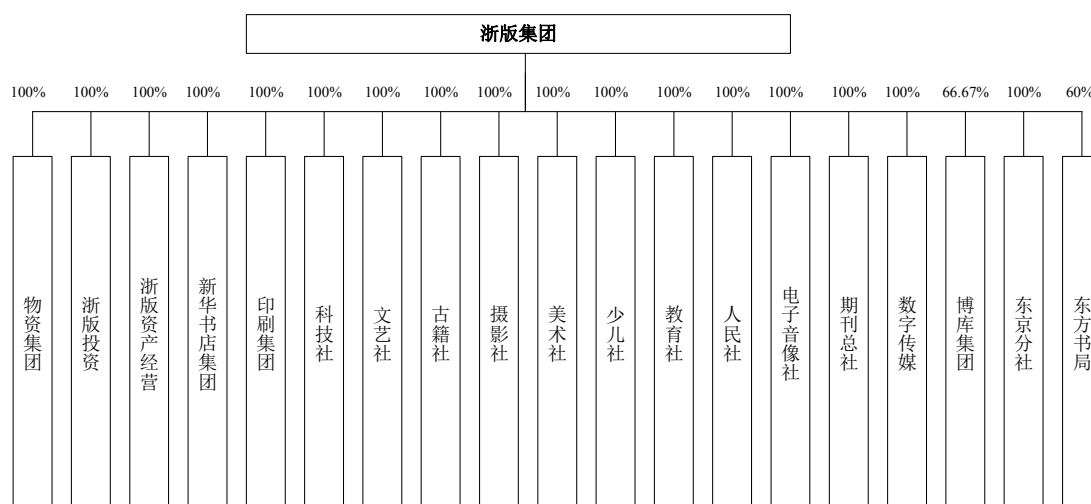 浙版集团
100% 100% 100% 100% 100% 100% 100% 100% 100% 100% 100% 100% 100% 100% 100% 100% 66.67% 100% 60%
物资集团
浙版投资
浙版资产经营
新华书店集团
印刷集团
科技社
文艺社
古籍社
摄影社
美术社
少儿社
教育社
人民社
电子音像社
期刊总社
数字传媒
博库集团
东京分社
东方书局